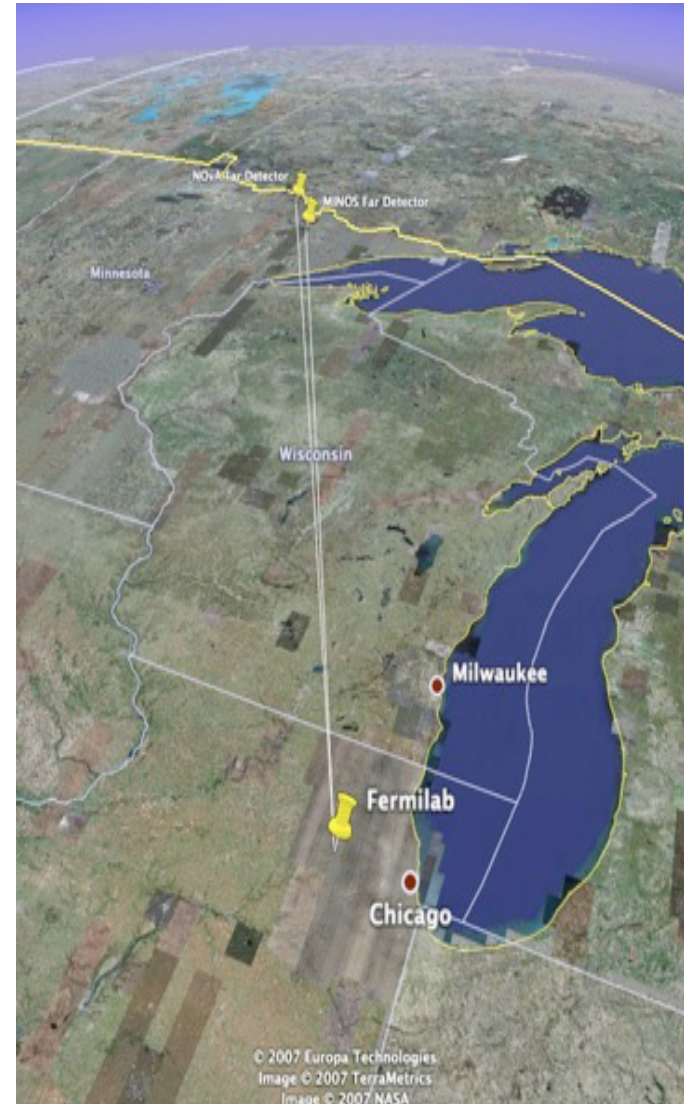 NOνA Far Detector
MINOS Far Detector
Minnesota
Wisconsin
Milwaukee
Fermilab
Chicago
© 2007 Europa Technologies
Image © 2007 TerraMetrics
Image © 2007 NASA